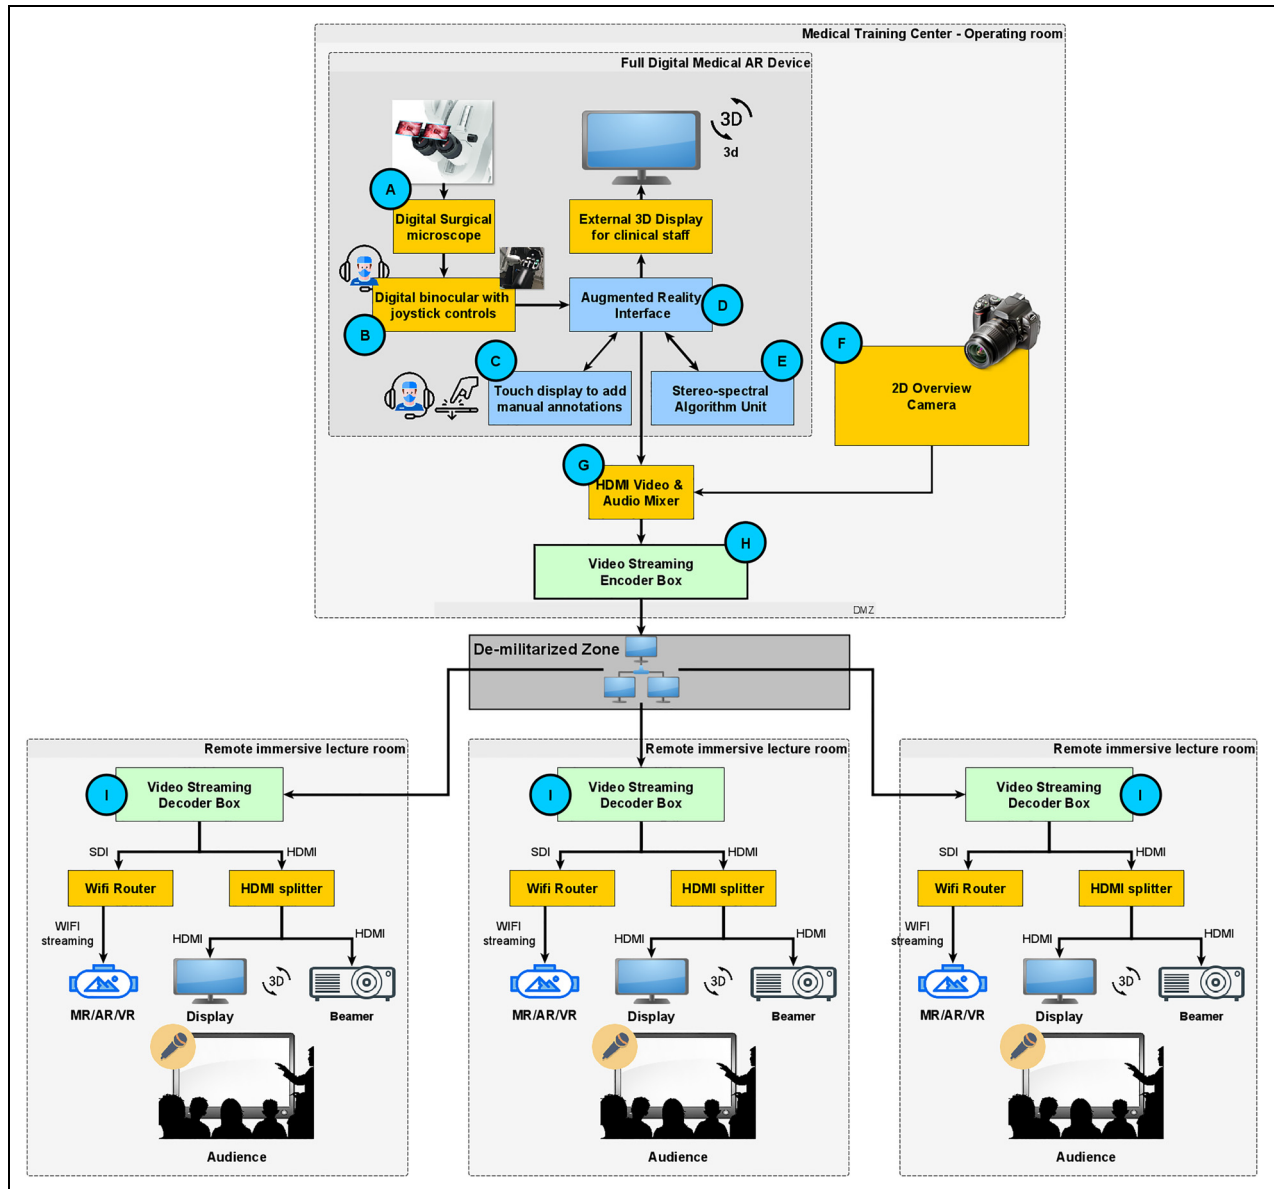 Medical Training Center - Operating room
Full Digital Medical AR Device
3D
3d
A
Digital Surgical
microscope
External 3D Display
for clinical staff
Digital binocular with
joystick controls
B
Augmented Reality
Interface
D
C
Touch display to add
manual annotations
E
Stereo-spectral
Algorithm Unit
F
2D Overview
Camera
G
HDMI Video &
Audio Mixer
H
Video Streaming
Encoder Box
DMZ
De-militarized Zone
Remote immersive lecture room
I
Video Streaming
Decoder Box
SDI
HDMI
Wifi Router
HDMI splitter
WIFI
streaming
HDMI
HDMI
3D
MR/AR/VR
Display
Beamer
Audience
Remote immersive lecture room
I
Video Streaming
Decoder Box
SDI
HDMI
Wifi Router
HDMI splitter
WIFI
streaming
HDMI
HDMI
3D
MR/AR/VR
Display
Beamer
Audience
Remote immersive lecture room
Video Streaming
Decoder Box
I
SDI
HDMI
Wifi Router
HDMI splitter
WIFI
streaming
HDMI
HDMI
3D
MR/AR/VR
Display
Beamer
Audience